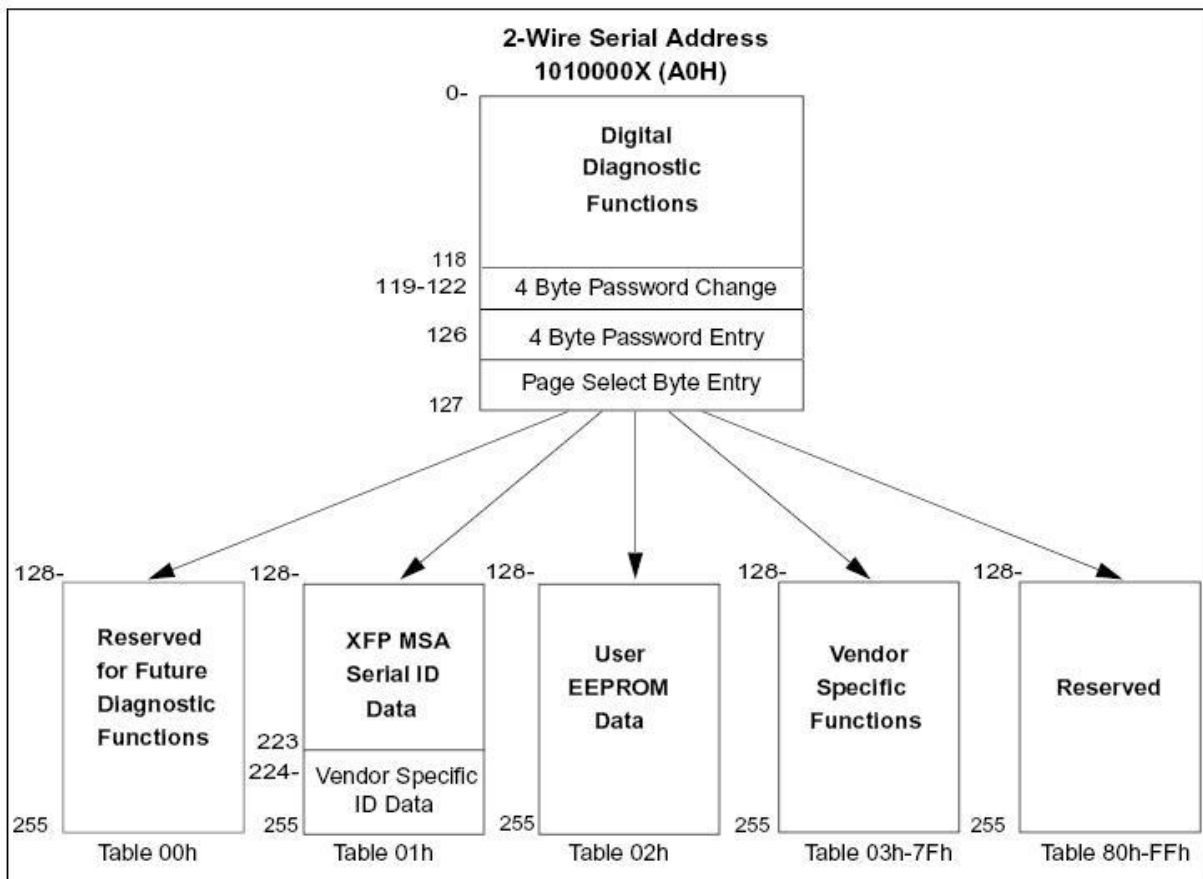 2-Wire Serial Address
1010000X (A0H)
0-
Digital
Diagnostic
Functions
118
119-122
4 Byte Password Change
126
4 Byte Password Entry
Page Select Byte Entry
127
128-
Reserved
for Future
Diagnostic
Functions
255
Table 00h
128-
XFP MSA
Serial ID
Data
223
224-
Vendor Specific
ID Data
255
Table 01h
128-
User
EEPROM
Data
255
Table 02h
128-
Vendor
Specific
Functions
255
Table 03h-7Fh
128-
Reserved
255
Table 80h-FFh